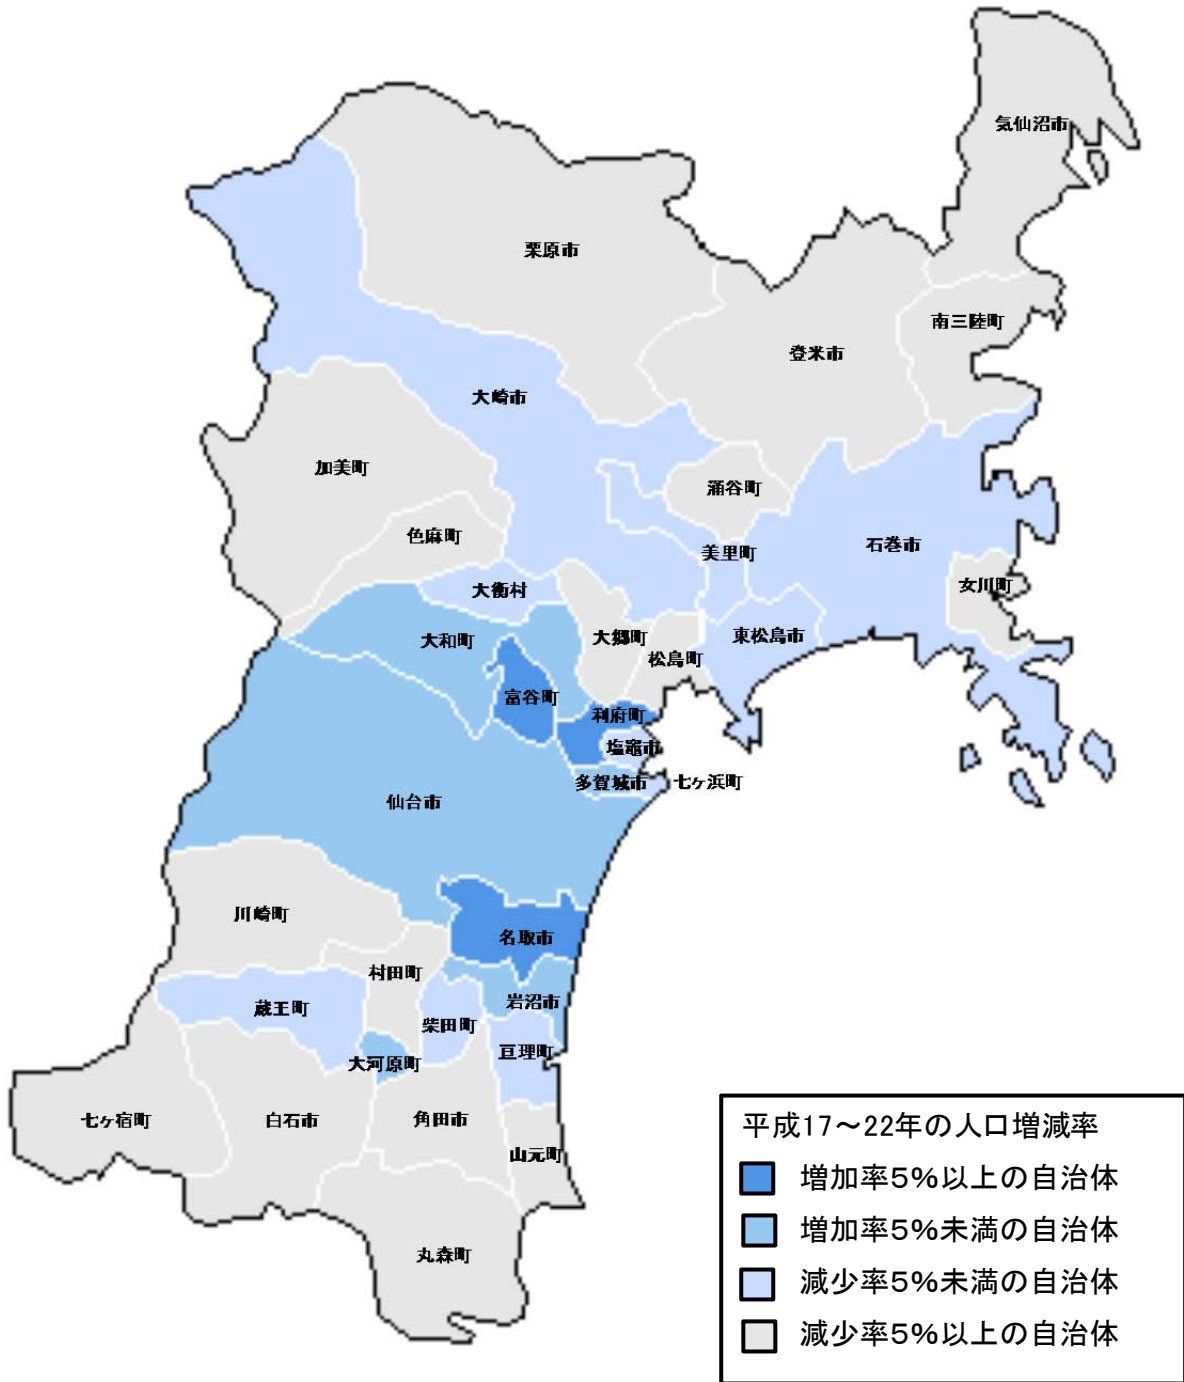 気仙沼市
栗原市
南三陸町
登米市
大崎市
加美町
涌谷町
色麻町
石巻市
美里町
女川町
大衡村
大和町
大郷町
東松島市
松島町
富谷町
利府町
塩竈市
多賀城市
七ヶ浜町
仙台市
川崎町
名取市
村田町
岩沼市
蔵王町
柴田町
亘理町
大河原町
七ヶ宿町
白石市
角田市
山元町
丸森町
平成17～22年の人口増減率
増加率5%以上の自治体
増加率5%未満の自治体
減少率5%未満の自治体
減少率5%以上の自治体